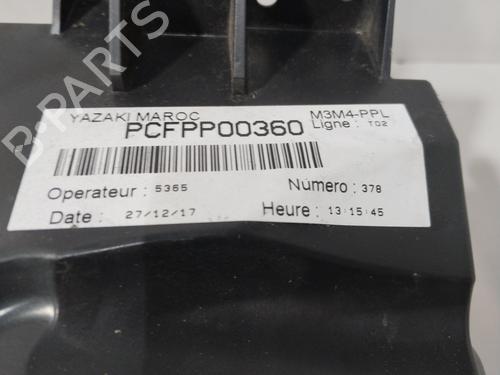 YAZAKI MAROC M3M4-PPL
PCFPP00360 Ligne : T02
Operateur : 5365 Número : 378
Date : 27/12/17 Heure : 13:15:45
B-PARTS